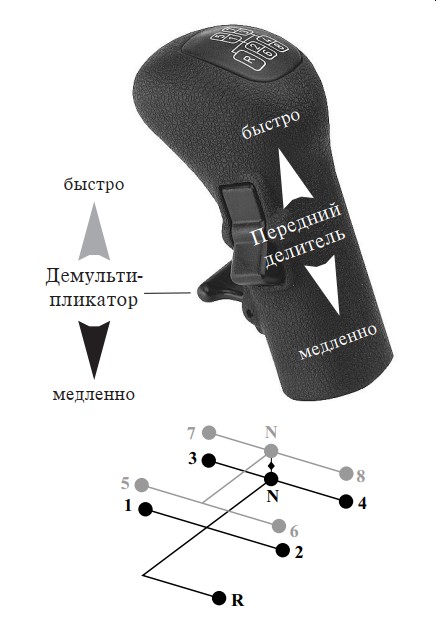 R
быстро
быстро
Передний
делитель
Демульти-
пликатор
медленно
медленно
7 N
3 8
N 4
5
1 6
2
R